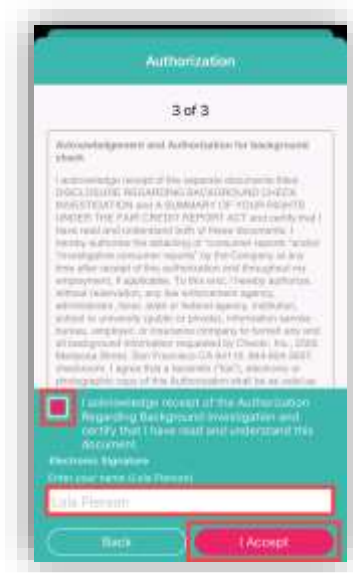 Authorization
3 of 3
Acknowledgement and Authorization for background
check
I acknowledge receipt of the separate documents titled
DISCLOSURE REGARDING BACKGROUND CHECK
INVESTIGATION and A SUMMARY OF YOUR RIGHTS
UNDER THE FAIR CREDIT REPORT ACT and certify that I
have read and understand both of these documents. I
hereby authorize the obtaining of "consumer reports "and/or
"investigative consumer reports" by the Company at any
time after receipt of this authorization and throughout my
employment, if applicable. To this end, I hereby authorize,
without reservation, any law enforcement agency,
administrator, state or federal agency, institution,
school or university (public or private), information service
bureau, employer, or insurance company to furnish any and
all background information requested by Checkr, Inc.,
San Francisco CA
I agree that a facsimile ("fax"), electronic or
photographic copy of this Authorization shall be as valid as
I acknowledge receipt of the Authorization
Regarding Background Investigation and
certify that I have read and understand this
document.
Electronic Signature
Enter your name (Lola Pierson)
Lola Pierson
Back
I Accept